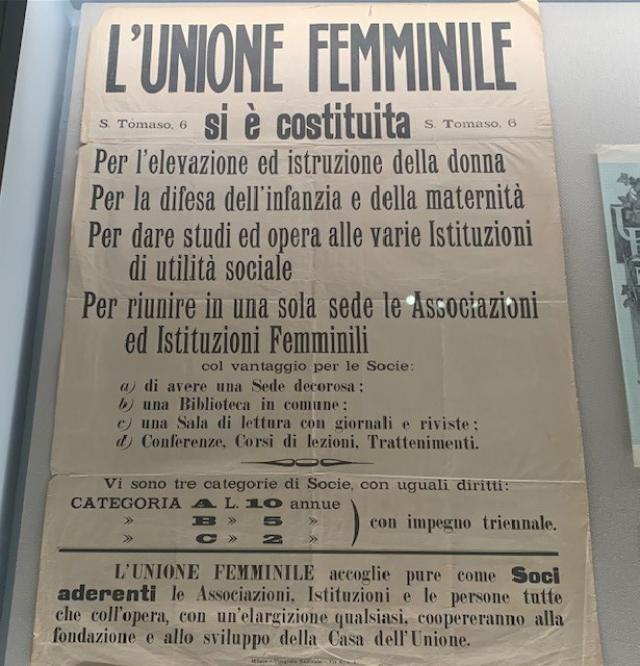 L'UNIONE FEMMINILE
S. Tomaso, 6 si è costituita S. Tomaso, 6
Per l'elevazione ed istruzione della donna
Per la difesa dell'infanzia e della maternità
Per dare studi ed opera alle varie Istituzioni
di utilità sociale
Per riunire in una sola sede le Associazioni
ed Istituzioni Femminili
col vantaggio per le Socie:
a) di avere una Sede decorosa;
b) una Biblioteca in comune;
c) una Sala di lettura con giornali e riviste;
d) Conferenze, Corsi di lezioni, Trattenimenti.
Vi sono tre categorie di Socie, con uguali diritti:
CATEGORIA A L. 10 annue
» B » 5 » ) con impegno triennale.
» C » 2 »
L'UNIONE FEMMINILE accoglie pure come Soci
aderenti le Associazioni, Istituzioni e le persone tutte
che coll'opera, con un'elargizione qualsiasi, coopereranno alla
fondazione e allo sviluppo della Casa dell'Unione.